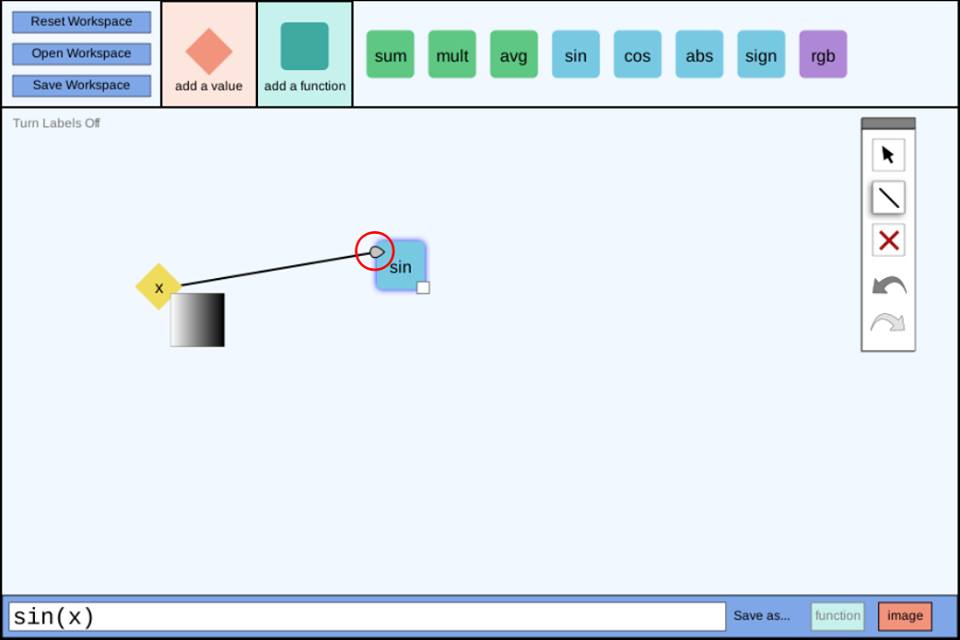 Reset Workspace
Open Workspace
Save Workspace
add a value
add a function
sum mult avg sin cos abs sign rgb
Turn Labels Off
x
sin
sin(x)
Save as... function image